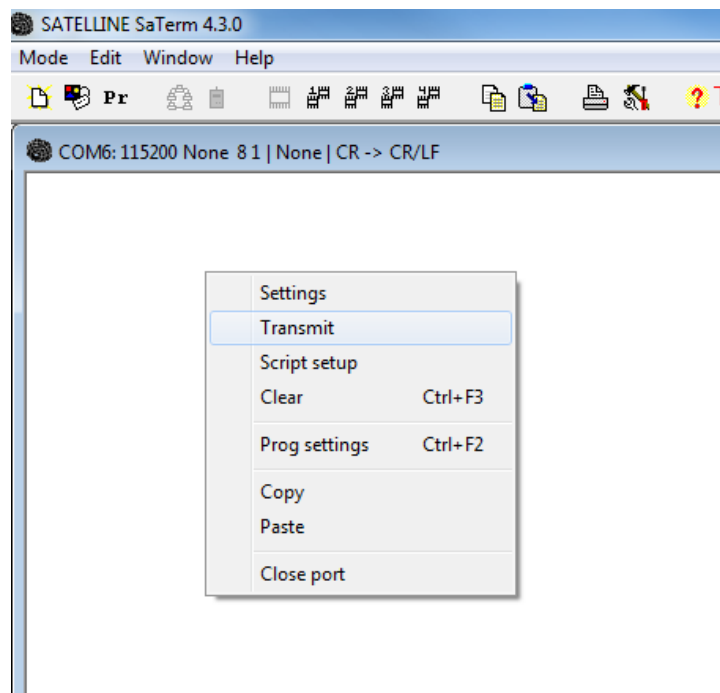 SATELLINE SaTerm 4.3.0
Mode Edit Window Help
Pr ?
COM6: 115200 None 8 1 | None | CR -> CR/LF
Settings
Transmit
Script setup
Clear Ctrl+F3
Prog settings Ctrl+F2
Copy
Paste
Close port